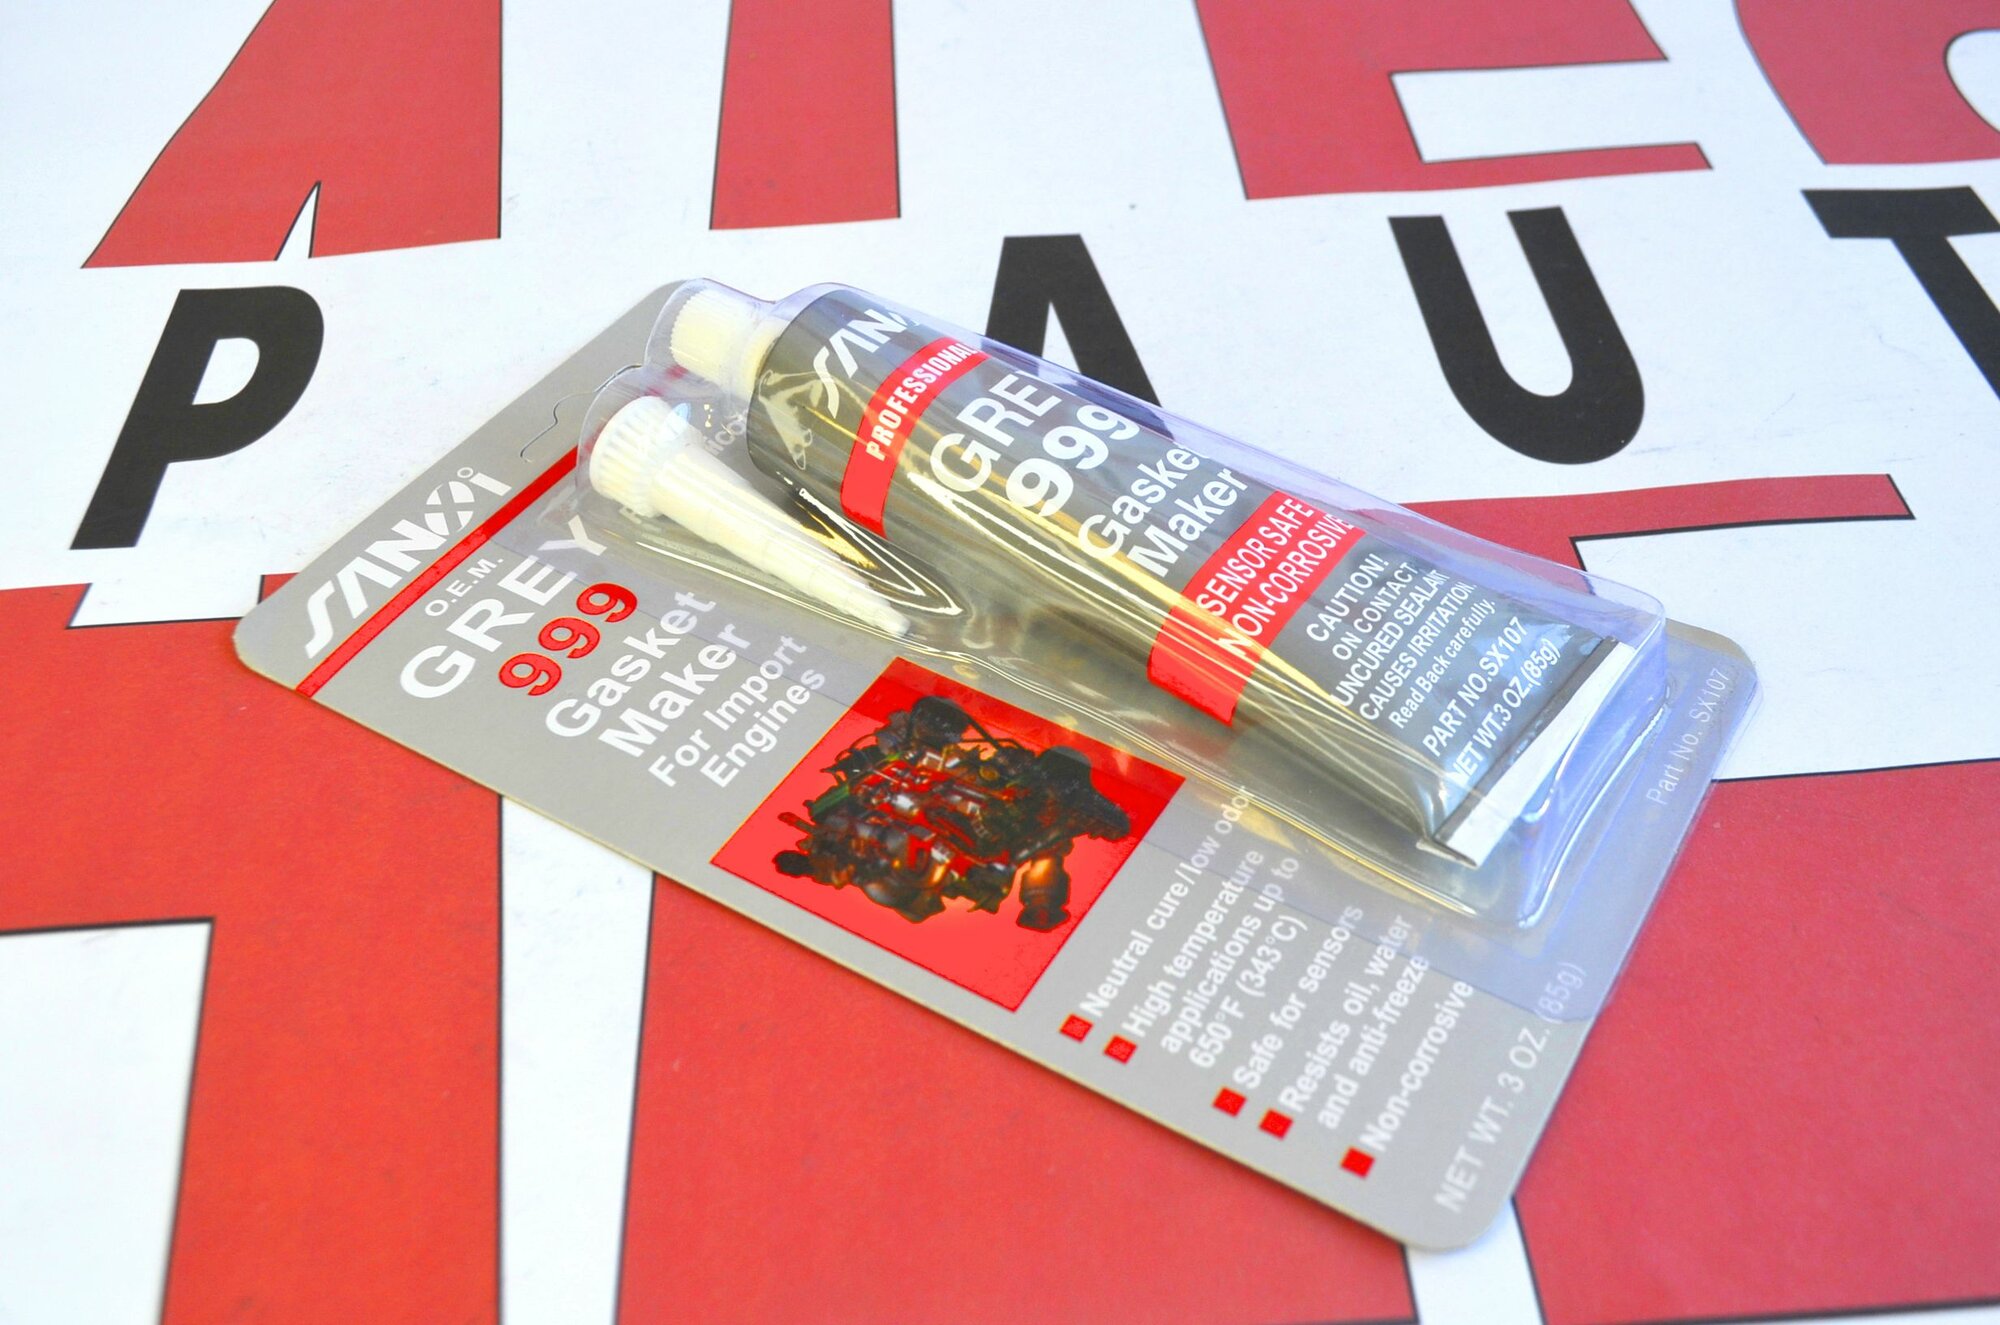 P A U T
SANXI
O.E.M.
GREY
999
Gasket
Maker
For Import
Engines
Neutral cure/low odor
High temperature
applications up to
650°F (343°C)
Safe for sensors
Resists oil, water
and anti-freeze
Non-corrosive
NET WT. 3 OZ. (85g)
Part No. SX107
SANX
PROFESSIONAL
GREY
999
Gasket
Maker
SENSOR SAFE
NON-CORROSIVE
CAUTION!
ON CONTACT
UNCURED SEALANT
CAUSES IRRITATION.
Read Back carefully.
PART NO.SX107
NET WT.3 OZ.(85g)